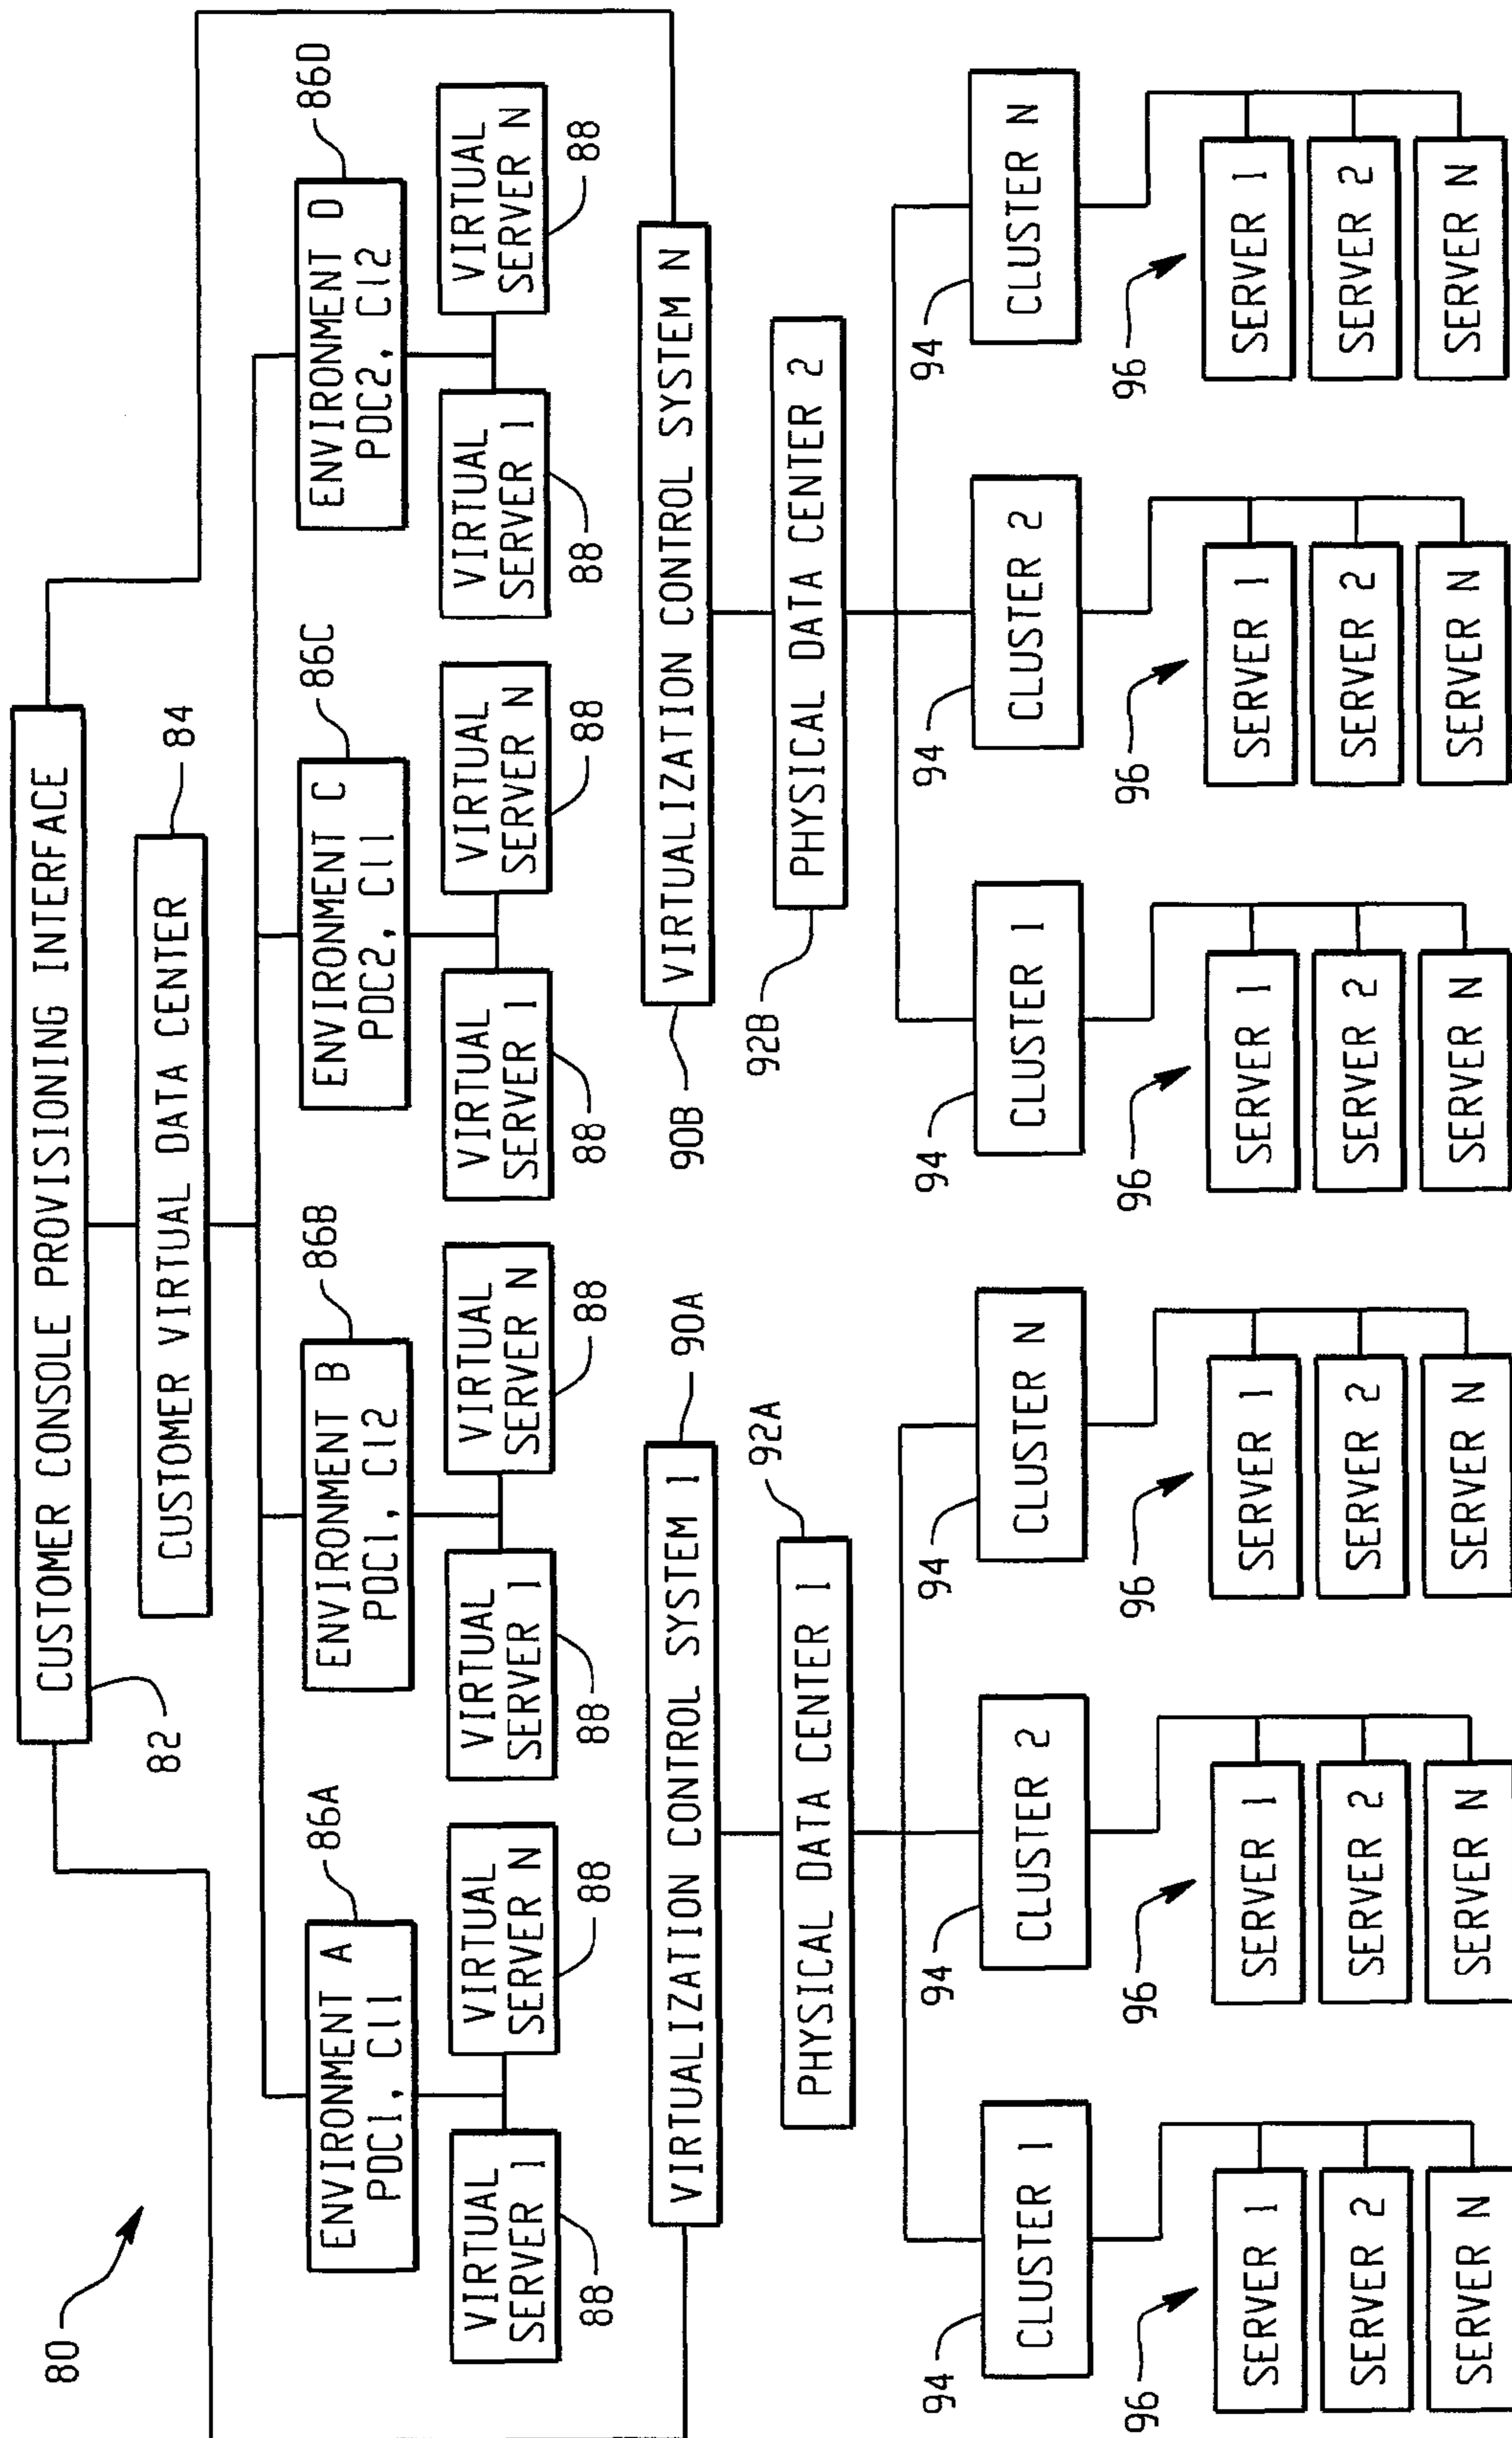 80
CUSTOMER CONSOLE PROVISIONING INTERFACE
82
CUSTOMER VIRTUAL DATA CENTER
84
ENVIRONMENT A
PDC1, Cl1
86A
ENVIRONMENT B
PDC1, Cl2
86B
ENVIRONMENT C
PDC2, Cl1
86C
ENVIRONMENT D
PDC2, Cl2
86D
VIRTUAL
SERVER 1
88
VIRTUAL
SERVER N
88
VIRTUAL
SERVER 1
88
VIRTUAL
SERVER N
88
VIRTUAL
SERVER 1
88
VIRTUAL
SERVER N
88
VIRTUAL
SERVER 1
88
VIRTUAL
SERVER N
88
VIRTUALIZATION CONTROL SYSTEM 1
90A
90B
VIRTUALIZATION CONTROL SYSTEM N
PHYSICAL DATA CENTER 1
92A
92B
PHYSICAL DATA CENTER 2
94
CLUSTER 1
94
CLUSTER 2
94
CLUSTER N
94
CLUSTER 1
94
CLUSTER 2
94
CLUSTER N
96
SERVER 1
SERVER 2
SERVER N
96
SERVER 1
SERVER 2
SERVER N
96
SERVER 1
SERVER 2
SERVER N
96
SERVER 1
SERVER 2
SERVER N
96
SERVER 1
SERVER 2
SERVER N
96
SERVER 1
SERVER 2
SERVER N